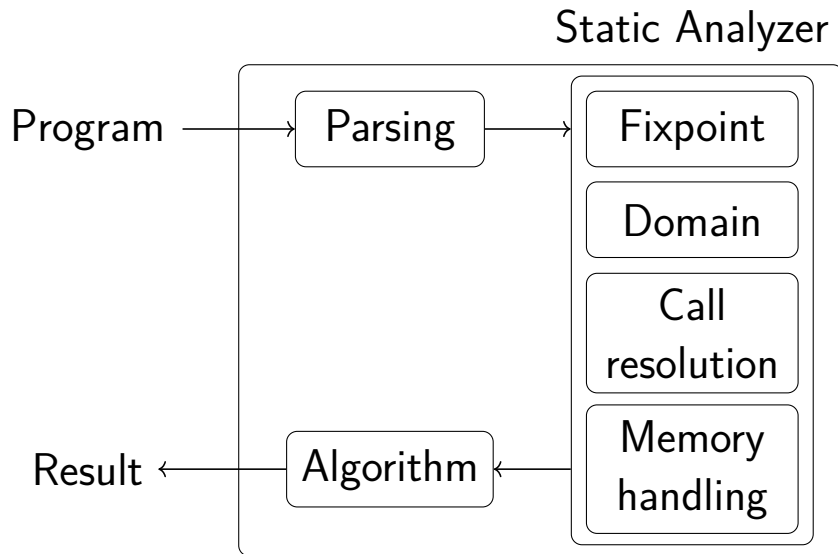 Static Analyzer
Program
Parsing
Fixpoint
Domain
Call
resolution
Memory
handling
Algorithm
Result